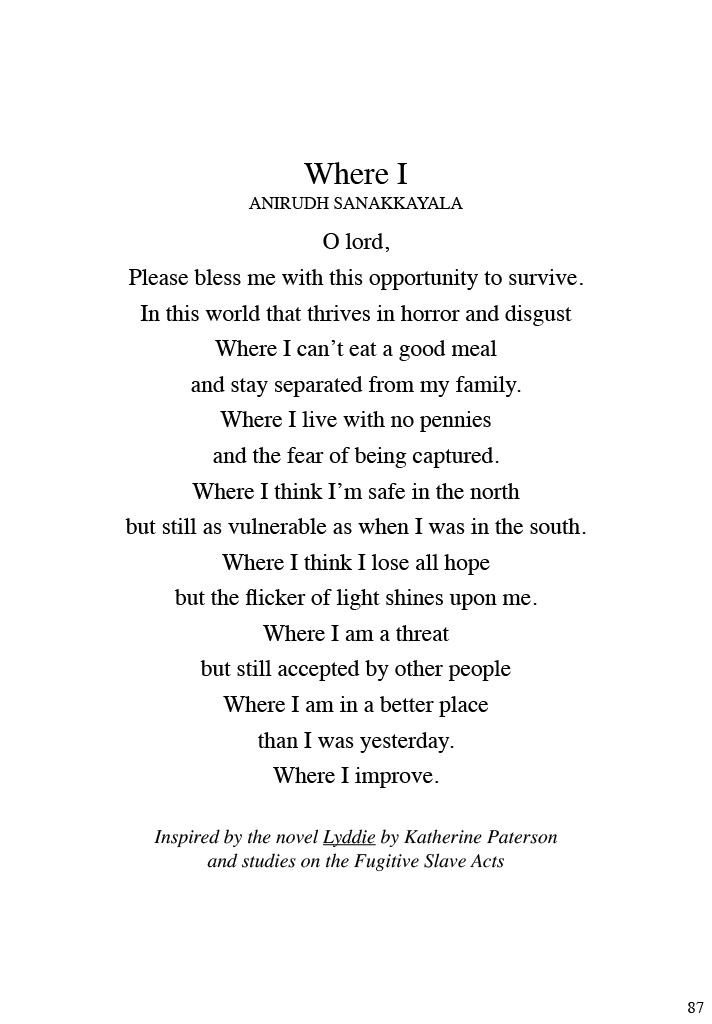 Where I
ANIRUDH SANAKKAYALA
O lord,
Please bless me with this opportunity to survive.
In this world that thrives in horror and disgust
Where I can’t eat a good meal
and stay separated from my family.
Where I live with no pennies
and the fear of being captured.
Where I think I’m safe in the north
but still as vulnerable as when I was in the south.
Where I think I lose all hope
but the flicker of light shines upon me.
Where I am a threat
but still accepted by other people
Where I am in a better place
than I was yesterday.
Where I improve.
Inspired by the novel Lyddie by Katherine Paterson
and studies on the Fugitive Slave Acts
87